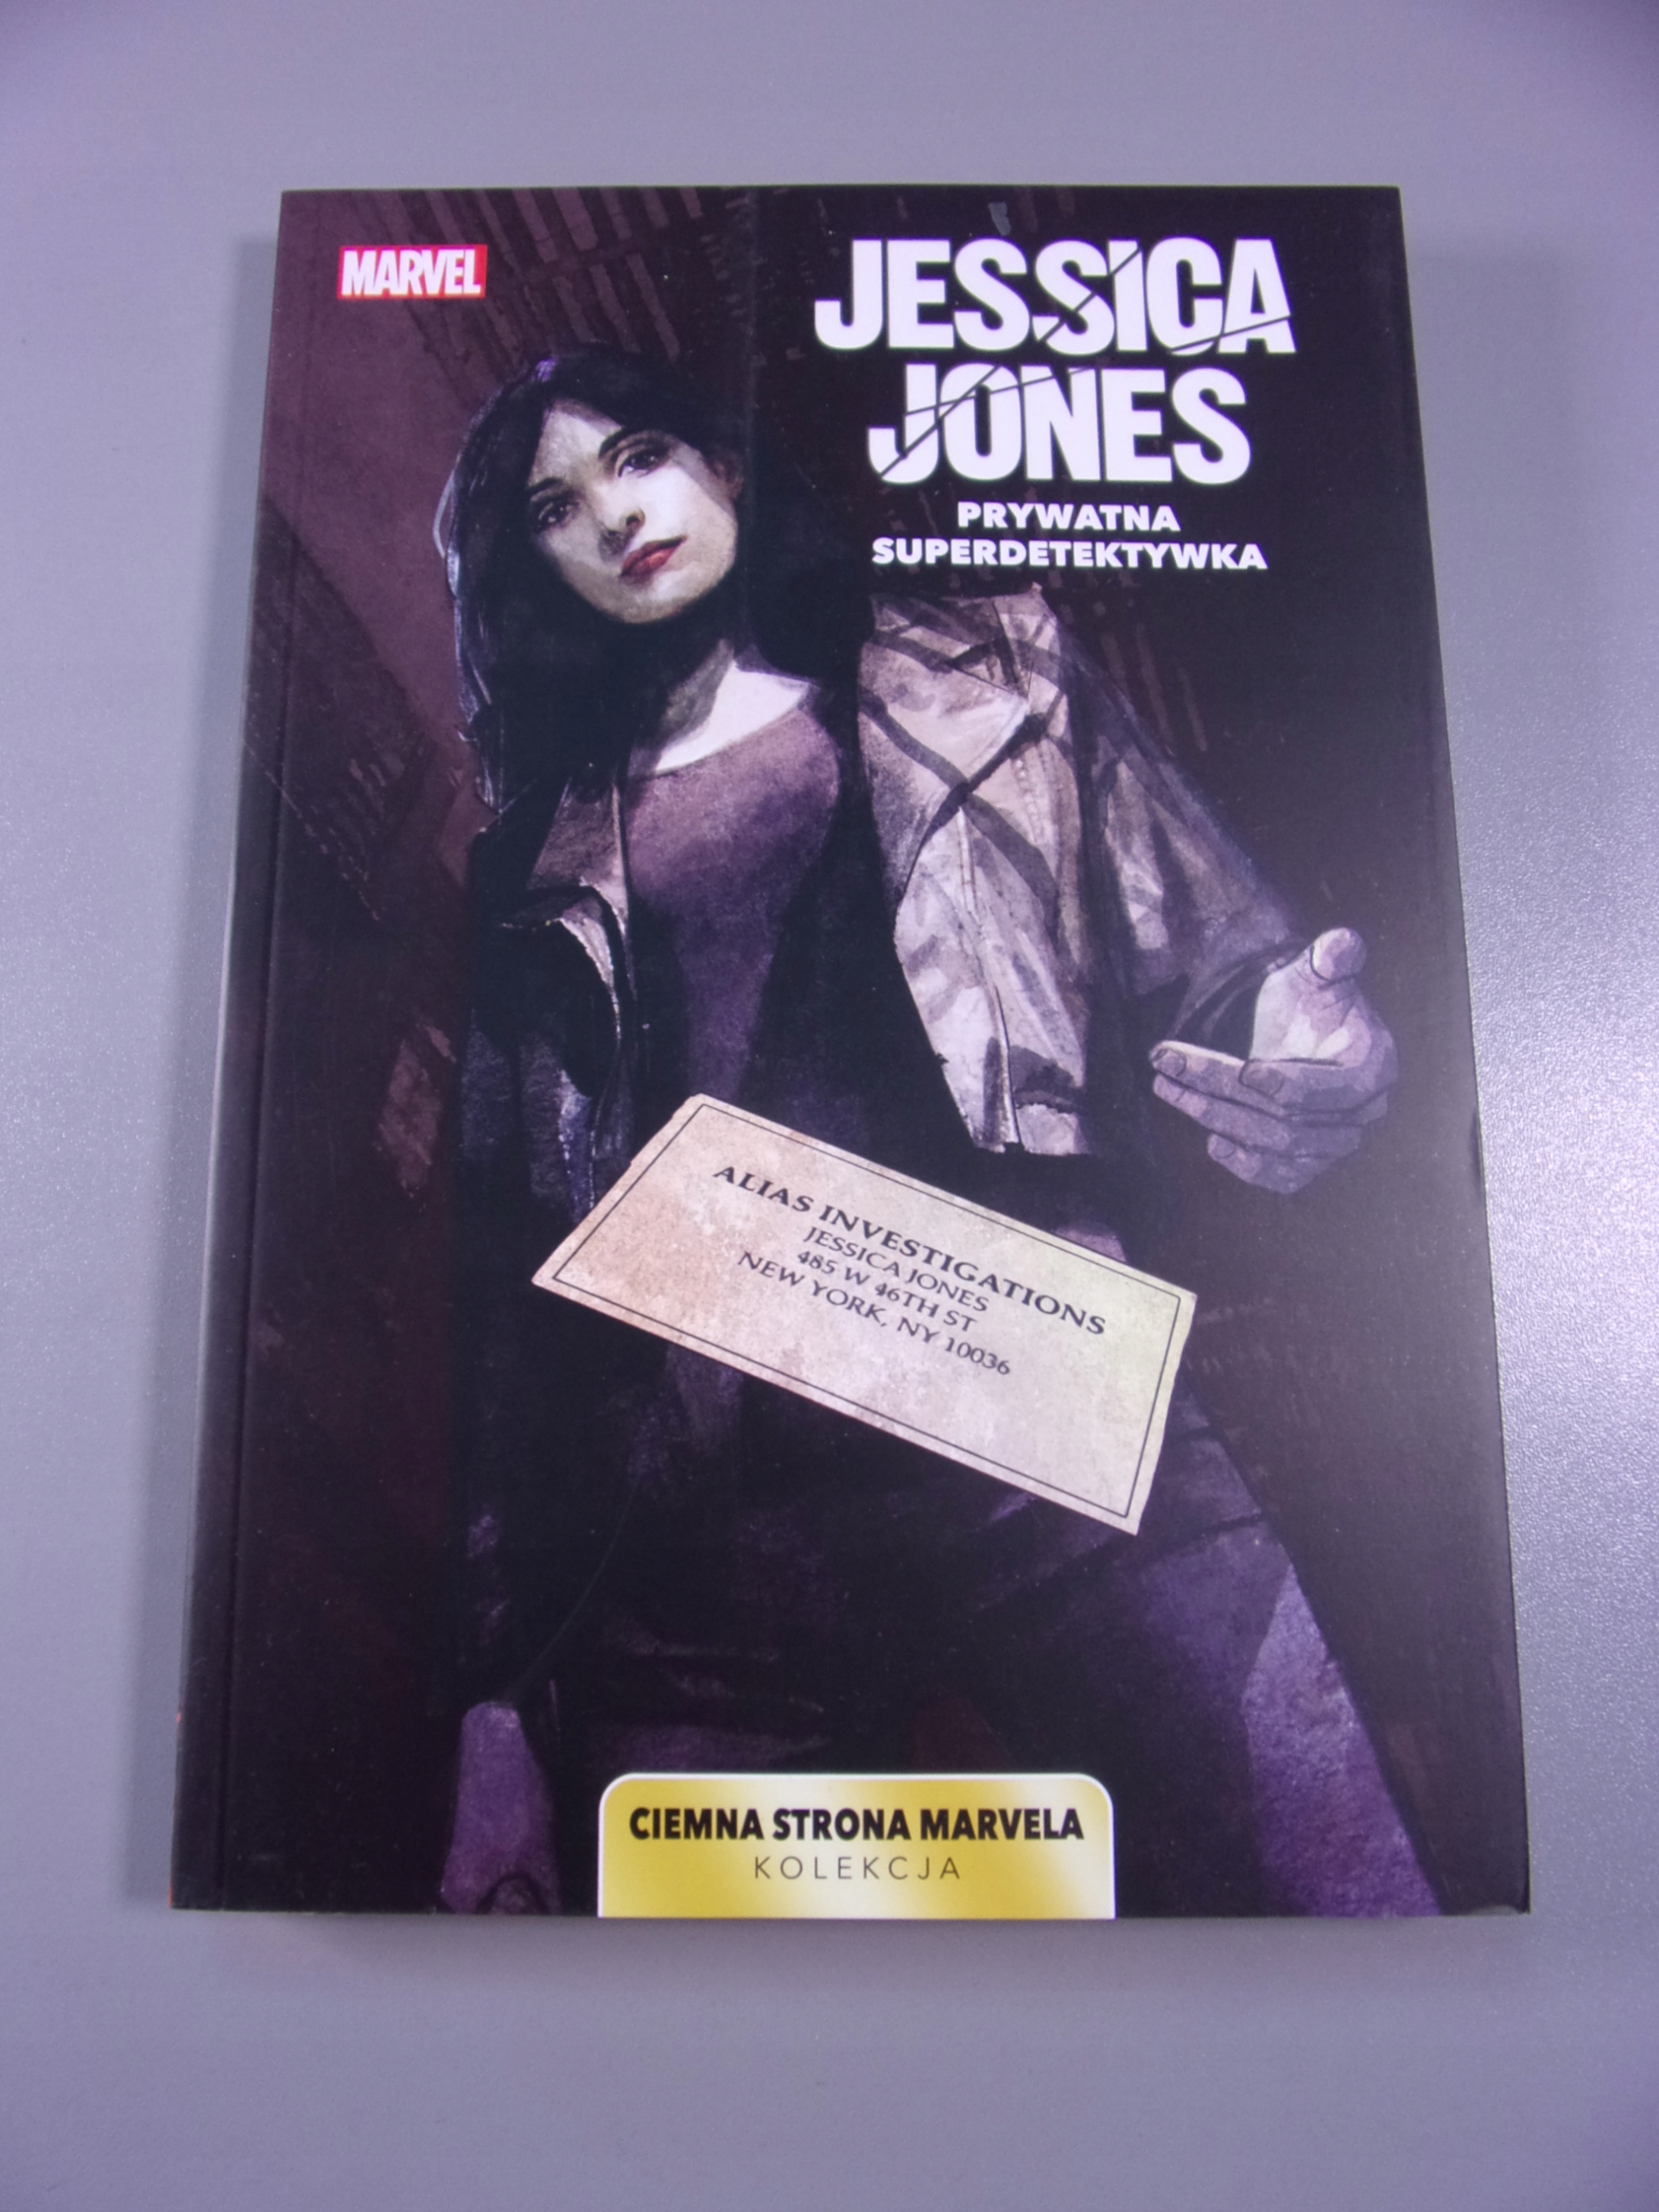 MARVEL
JESSICA
JONES
PRYWATNA
SUPERDETEKTYWKA
ALIAS INVESTIGATIONS
JESSICA JONES
485 W 46TH ST
NEW YORK, NY 10036
CIEMNA STRONA MARVELA
KOLEKCJA